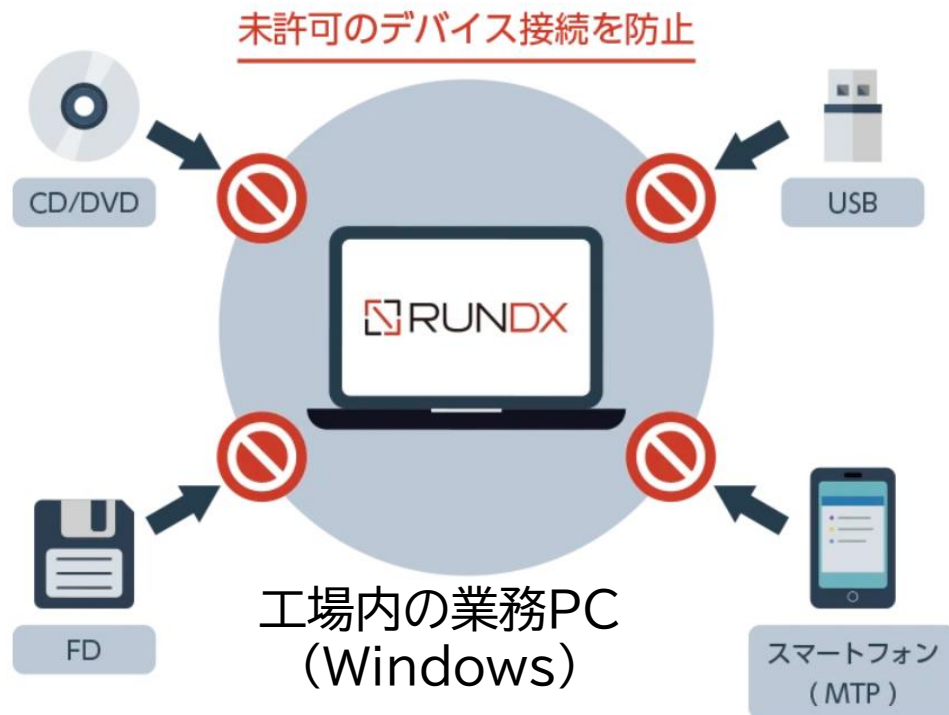 未許可のデバイス接続を防止
CD/DVD
USB
RUNDX
FD
工場内の業務PC
（Windows）
スマートフォン
( MTP )